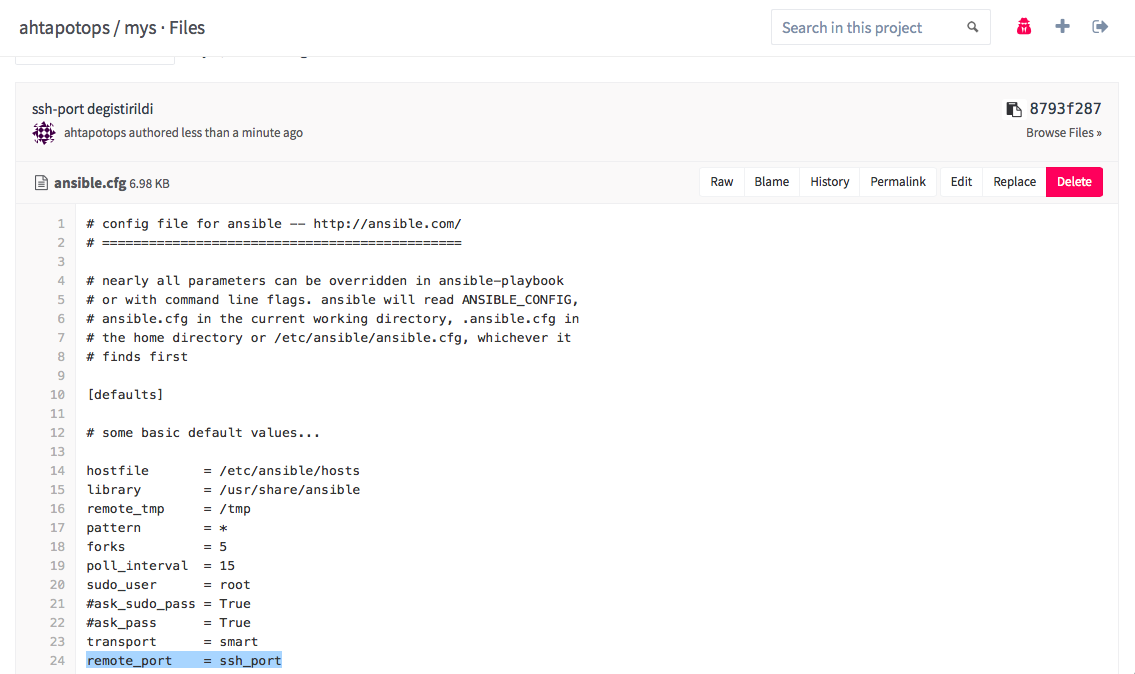 ahtapotops / mys · Files
Search in this project
ssh-port degistirildi
8793f287
ahtapotops authored less than a minute ago
Browse Files »
ansible.cfg 6.98 KB
Raw Blame History Permalink Edit Replace Delete
1 # config file for ansible -- http://ansible.com/
2 # ==============================================
3
4 # nearly all parameters can be overridden in ansible-playbook
5 # or with command line flags. ansible will read ANSIBLE_CONFIG,
6 # ansible.cfg in the current working directory, .ansible.cfg in
7 # the home directory or /etc/ansible/ansible.cfg, whichever it
8 # finds first
9
10 [defaults]
11
12 # some basic default values...
13
14 hostfile       = /etc/ansible/hosts
15 library        = /usr/share/ansible
16 remote_tmp     = /tmp
17 pattern        = *
18 forks          = 5
19 poll_interval  = 15
20 sudo_user      = root
21 #ask_sudo_pass = True
22 #ask_pass      = True
23 transport      = smart
24 remote_port    = ssh_port